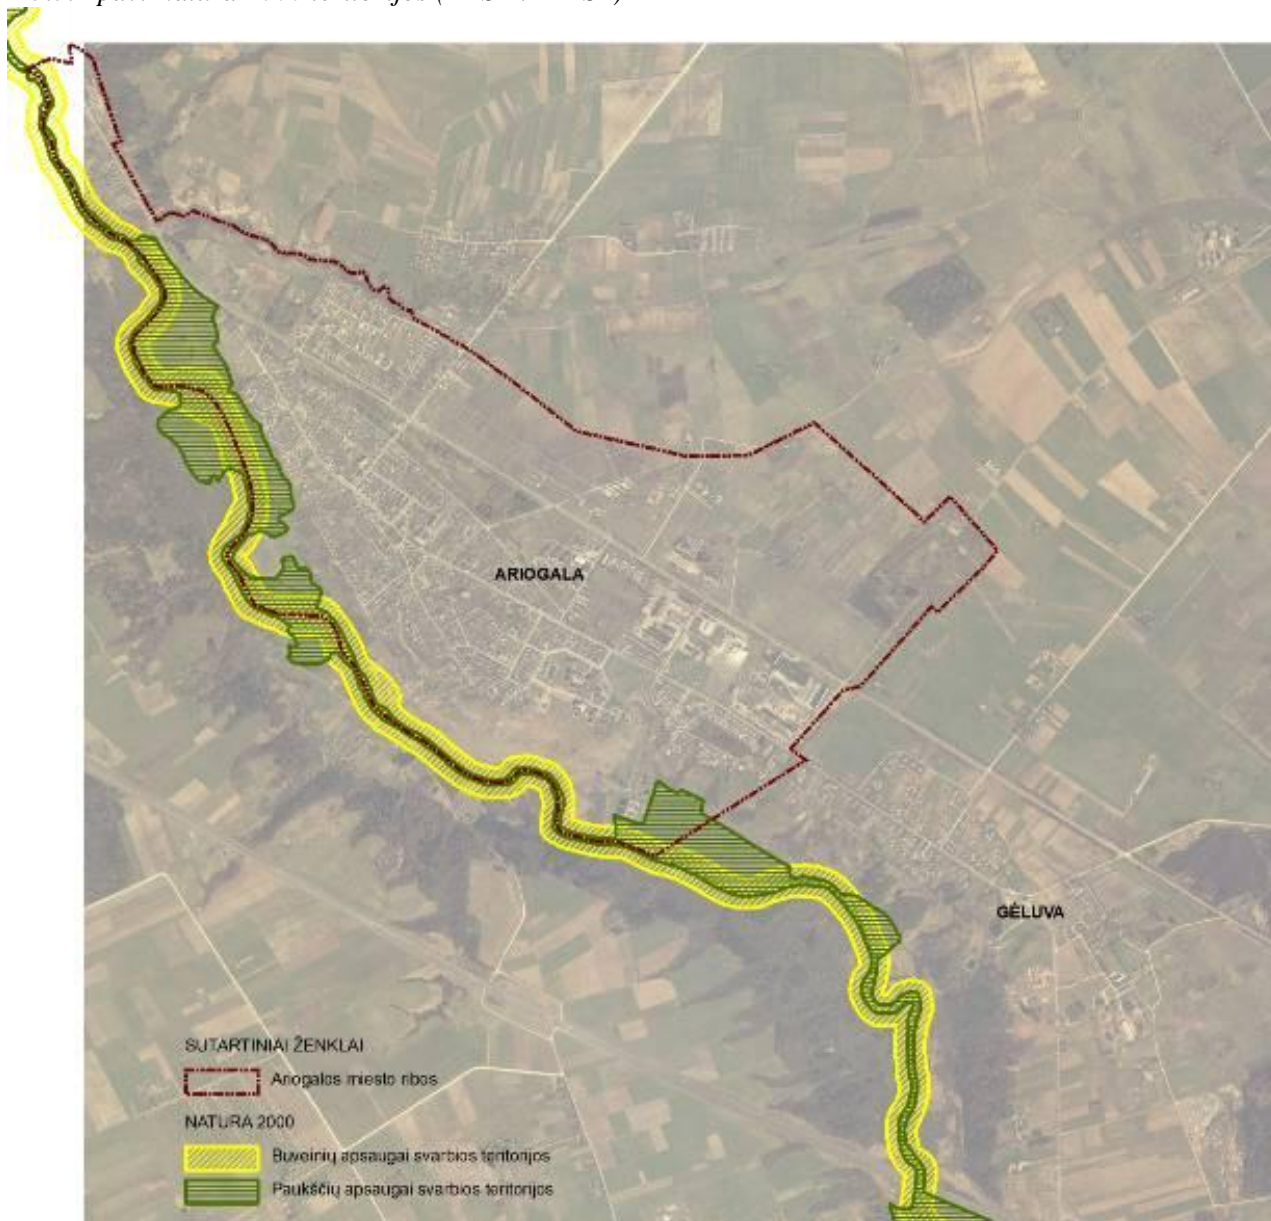 ARIOGALA
GĖLUVA
SUTARTINIAI ŽENKLAI
Ariogalos miesto ribos
NATURA 2000
Buveinių apsaugai svarbios teritorijos
Paukščių apsaugai svarbios teritorijos